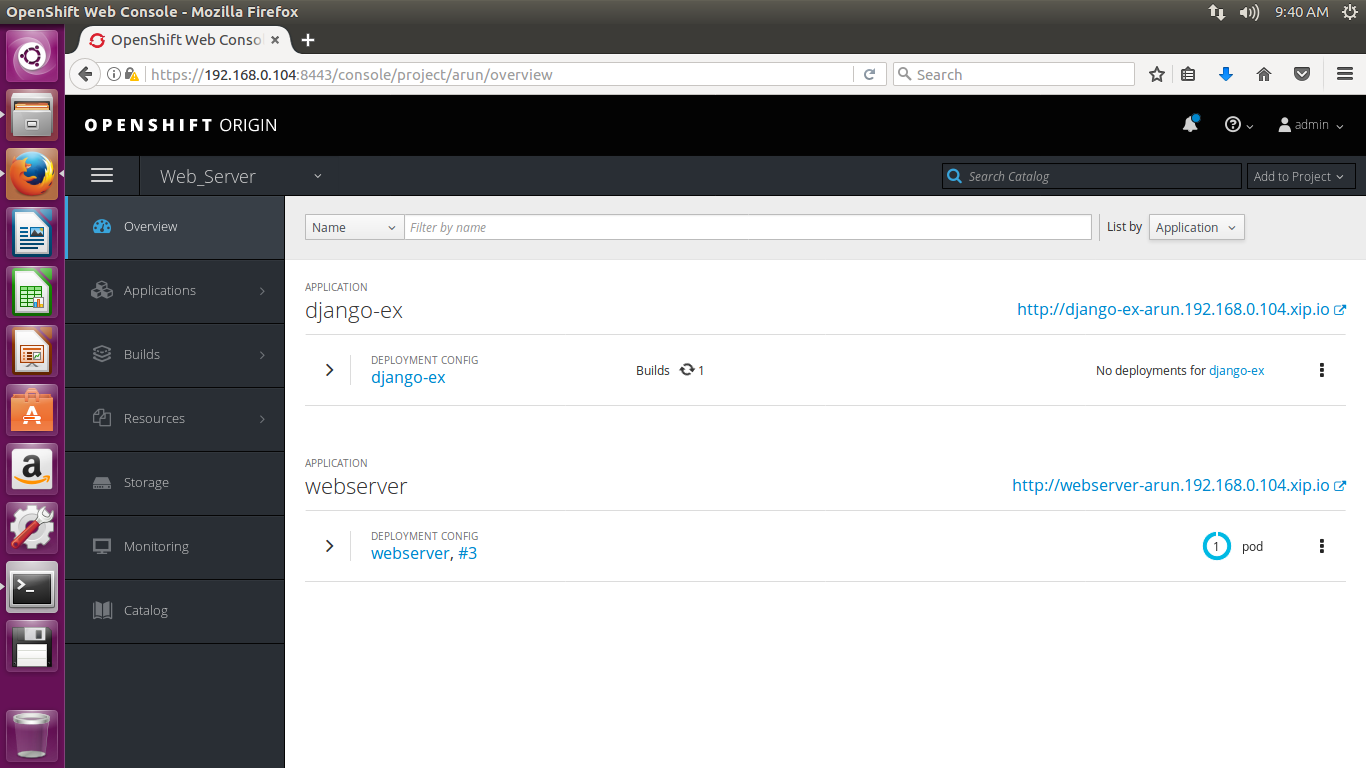 OpenShift Web Console - Mozilla Firefox
9:40 AM
OpenShift Web Conso
https://192.168.0.104:8443/console/project/arun/overview
Search
OPENSHIFT ORIGIN
admin
Web_Server
Search Catalog
Add to Project
Overview
Applications
Builds
Resources
Storage
Monitoring
Catalog
Name
Filter by name
List by
Application
APPLICATION
django-ex
http://django-ex-arun.192.168.0.104.xip.io
DEPLOYMENT CONFIG
django-ex
Builds 1
No deployments for django-ex
APPLICATION
webserver
http://webserver-arun.192.168.0.104.xip.io
DEPLOYMENT CONFIG
webserver, #3
1 pod